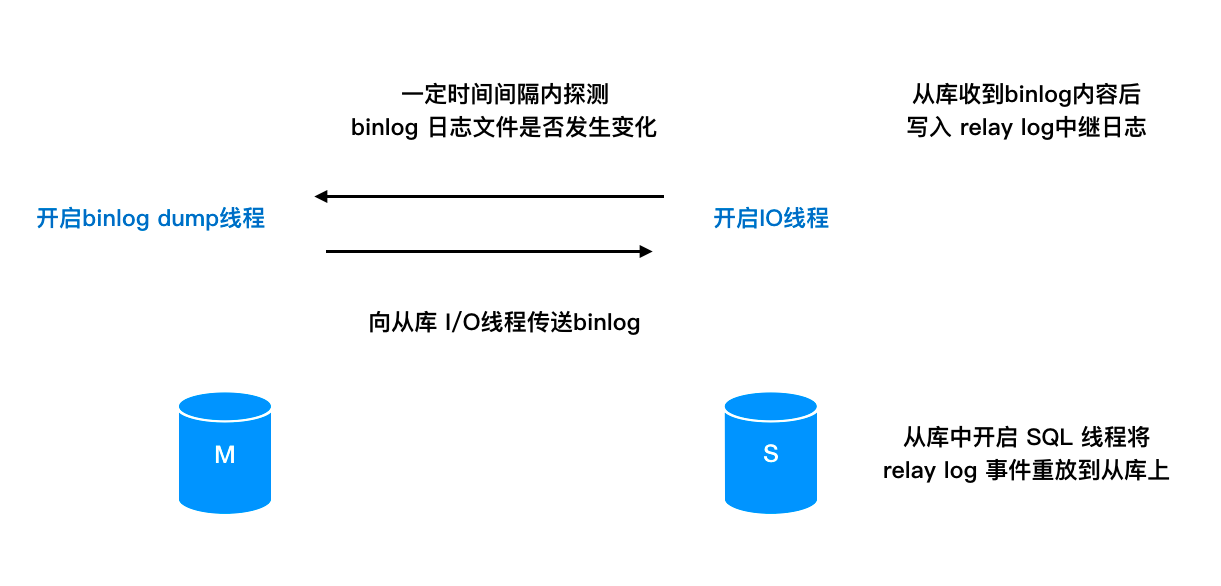 一定时间间隔内探测
binlog 日志文件是否发生变化
从库收到binlog内容后
写入 relay log中继日志
开启binlog dump线程
开启IO线程
向从库 I/O线程传送binlog
M
S
从库中开启 SQL 线程将
relay log 事件重放到从库上